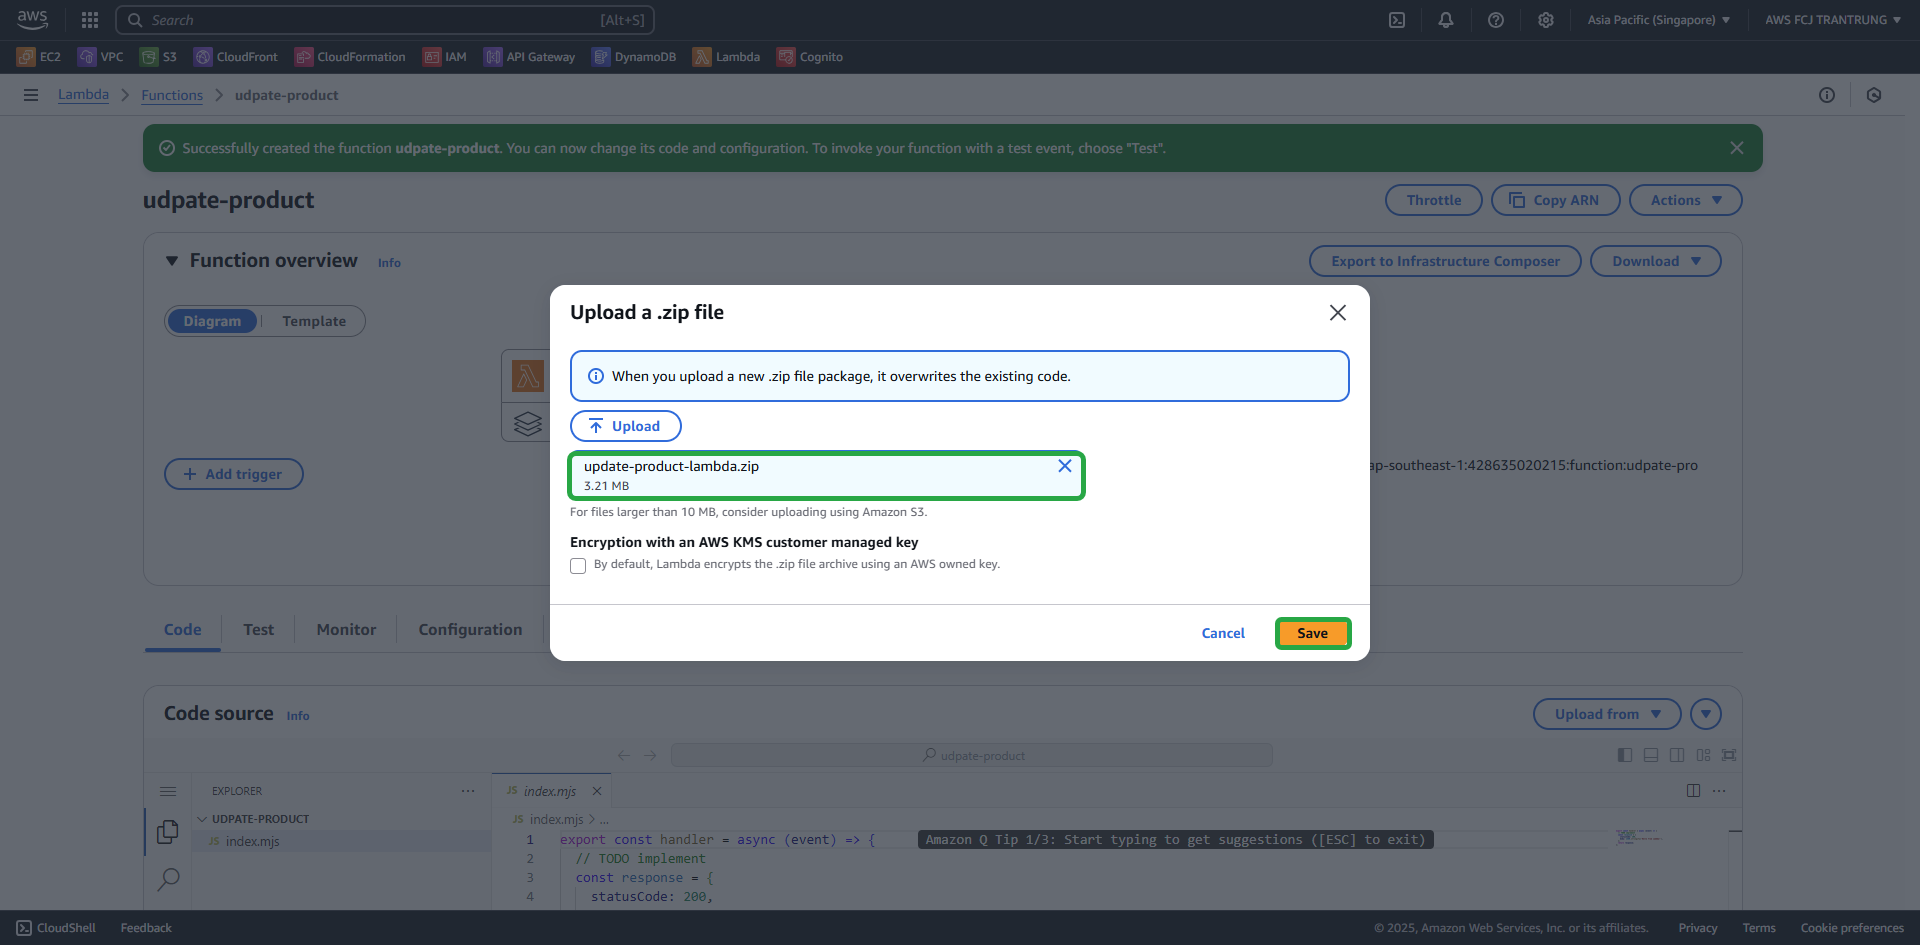 aws
Search
[Alt+S]
Asia Pacific (Singapore)
AWS FCJ TRANTRUNG
EC2
VPC
S3
CloudFront
CloudFormation
IAM
API Gateway
DynamoDB
Lambda
Cognito
Lambda
Functions
udpate-product
Successfully created the function udpate-product. You can now change its code and configuration. To invoke your function with a test event, choose "Test".
udpate-product
Throttle
Copy ARN
Actions
Function overview
Info
Export to Infrastructure Composer
Download
Diagram
Template
Add trigger
ap-southeast-1:428635020215:function:udpate-pro
Upload a .zip file
When you upload a new .zip file package, it overwrites the existing code.
Upload
update-product-lambda.zip
3.21 MB
For files larger than 10 MB, consider uploading using Amazon S3.
Encryption with an AWS KMS customer managed key
By default, Lambda encrypts the .zip file archive using an AWS owned key.
Cancel
Save
Code
Test
Monitor
Configuration
Code source
Info
Upload from
udpate-product
EXPLORER
UDPATE-PRODUCT
JS index.mjs
JS index.mjs
JS index.mjs > ...
1 export const handler = async (event) => {
Amazon Q Tip 1/3: Start typing to get suggestions ([ESC] to exit)
2 // TODO implement
3 const response = {
4 statusCode: 200,
CloudShell
Feedback
© 2025, Amazon Web Services, Inc. or its affiliates.
Privacy
Terms
Cookie preferences